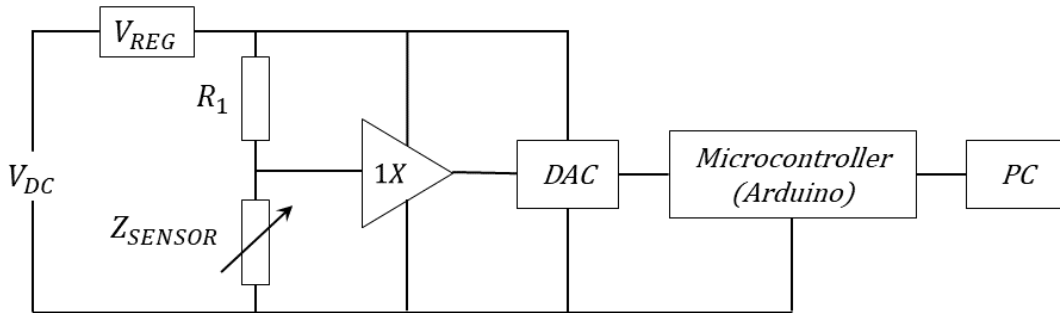 V_REG
R_1
V_DC
Z_SENSOR
1X
DAC
Microcontroller
(Arduino)
PC